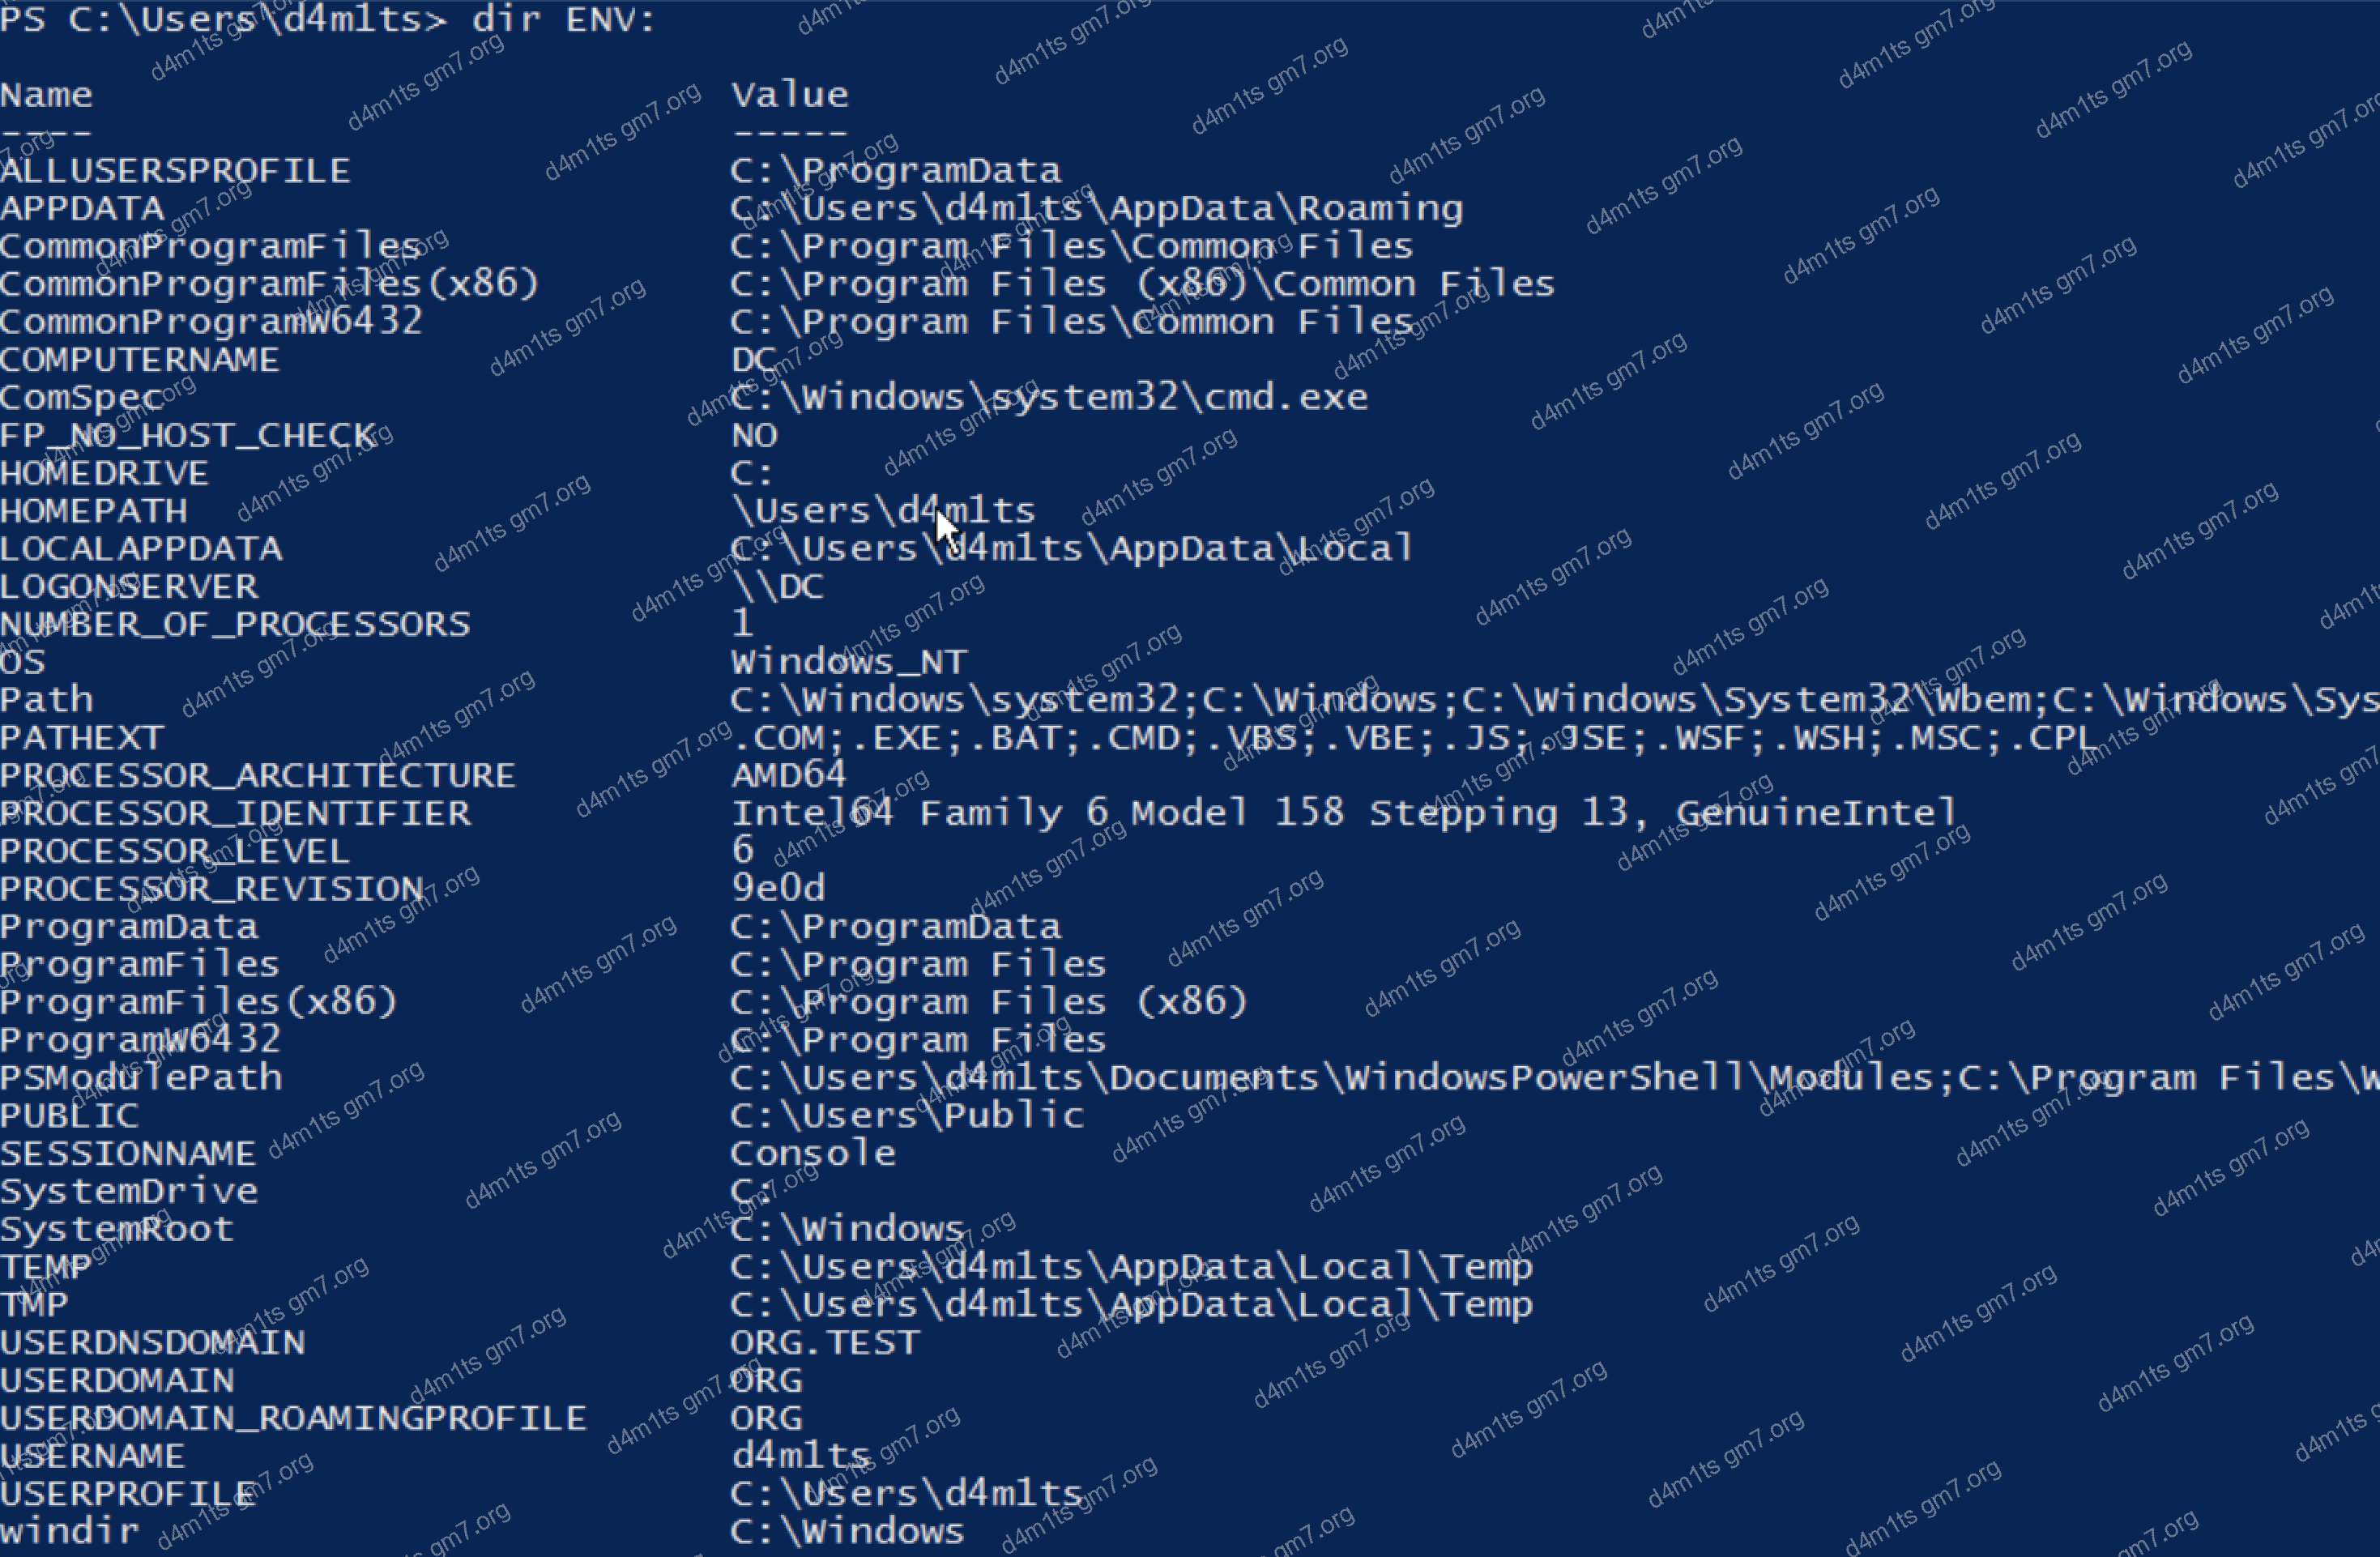 PS C:\Users\d4m1ts> dir ENV:
Name Value
---- -----
ALLUSERSPROFILE C:\ProgramData
APPDATA C:\Users\d4m1ts\AppData\Roaming
CommonProgramFiles C:\Program Files\Common Files
CommonProgramFiles(x86) C:\Program Files (x86)\Common Files
CommonProgramW6432 C:\Program Files\Common Files
COMPUTERNAME DC
ComSpec C:\Windows\system32\cmd.exe
FP_NO_HOST_CHECK NO
HOMEDRIVE C:
HOMEPATH \Users\d4m1ts
LOCALAPPDATA C:\Users\d4m1ts\AppData\Local
LOGONSERVER \\DC
NUMBER_OF_PROCESSORS 1
OS Windows_NT
Path C:\Windows\system32;C:\Windows;C:\Windows\System32\Wbem;C:\Windows\Sys
PATHEXT .COM;.EXE;.BAT;.CMD;.VBS;.VBE;.JS;.JSE;.WSF;.WSH;.MSC;.CPL
PROCESSOR_ARCHITECTURE AMD64
PROCESSOR_IDENTIFIER Intel64 Family 6 Model 158 Stepping 13, GenuineIntel
PROCESSOR_LEVEL 6
PROCESSOR_REVISION 9e0d
ProgramData C:\ProgramData
ProgramFiles C:\Program Files
ProgramFiles(x86) C:\Program Files (x86)
ProgramW6432 C:\Program Files
PSModulePath C:\Users\d4m1ts\Documents\WindowsPowerShell\Modules;C:\Program Files\W
PUBLIC C:\Users\Public
SESSIONNAME Console
SystemDrive C:
SystemRoot C:\Windows
TEMP C:\Users\d4m1ts\AppData\Local\Temp
TMP C:\Users\d4m1ts\AppData\Local\Temp
USERDNSDOMAIN ORG.TEST
USERDOMAIN ORG
USERDOMAIN_ROAMINGPROFILE ORG
USERNAME d4m1ts
USERPROFILE C:\Users\d4m1ts
windir C:\Windows
d4m1ts gm7.org